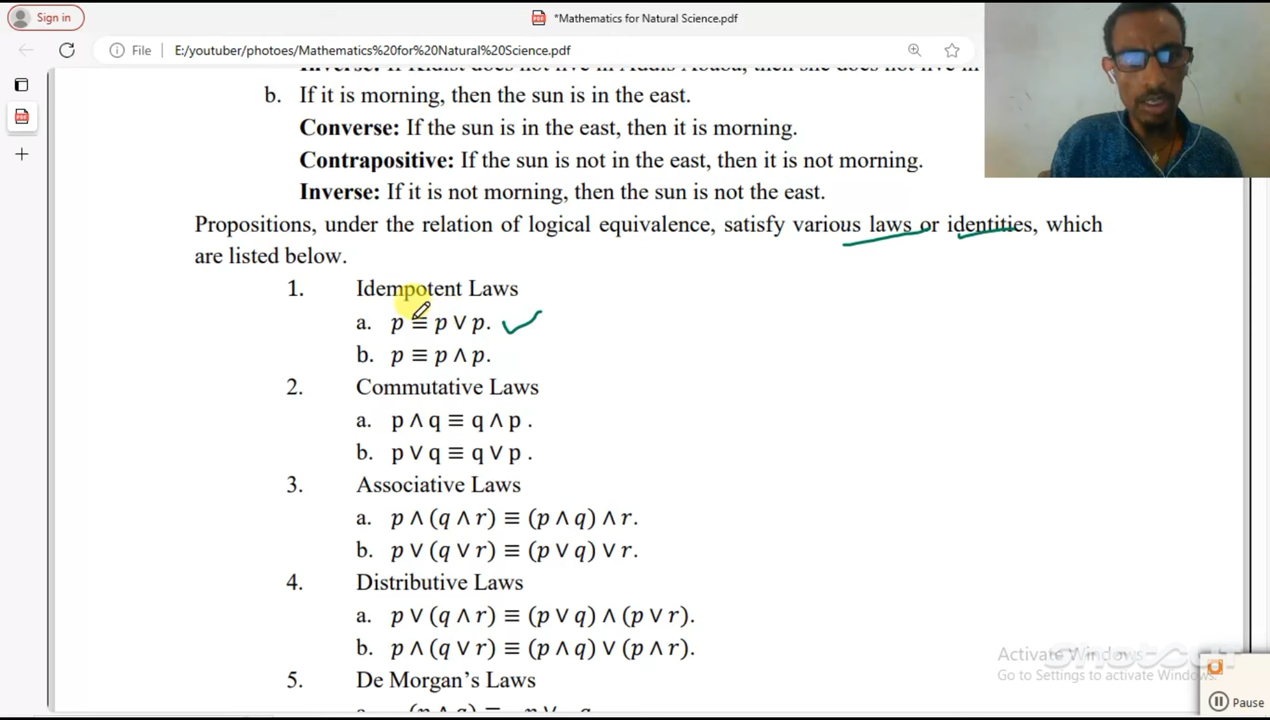 Sign in
*Mathematics for Natural Science.pdf
File
E:/youtuber/photoes/Mathematics%20for%20Natural%20Science.pdf
b. If it is morning, then the sun is in the east.
Converse: If the sun is in the east, then it is morning.
Contrapositive: If the sun is not in the east, then it is not morning.
Inverse: If it is not morning, then the sun is not the east.
Propositions, under the relation of logical equivalence, satisfy various laws or identities, which
are listed below.
1. Idempotent Laws
a. p ≡ p ∨ p.
b. p ≡ p ∧ p.
2. Commutative Laws
a. p ∧ q ≡ q ∧ p .
b. p ∨ q ≡ q ∨ p .
3. Associative Laws
a. p ∧ (q ∧ r) ≡ (p ∧ q) ∧ r.
b. p ∨ (q ∨ r) ≡ (p ∨ q) ∨ r.
4. Distributive Laws
a. p ∨ (q ∧ r) ≡ (p ∨ q) ∧ (p ∨ r).
b. p ∧ (q ∨ r) ≡ (p ∧ q) ∨ (p ∧ r).
5. De Morgan’s Laws
Activate Windows
Go to Settings to activate Windows.
Pause